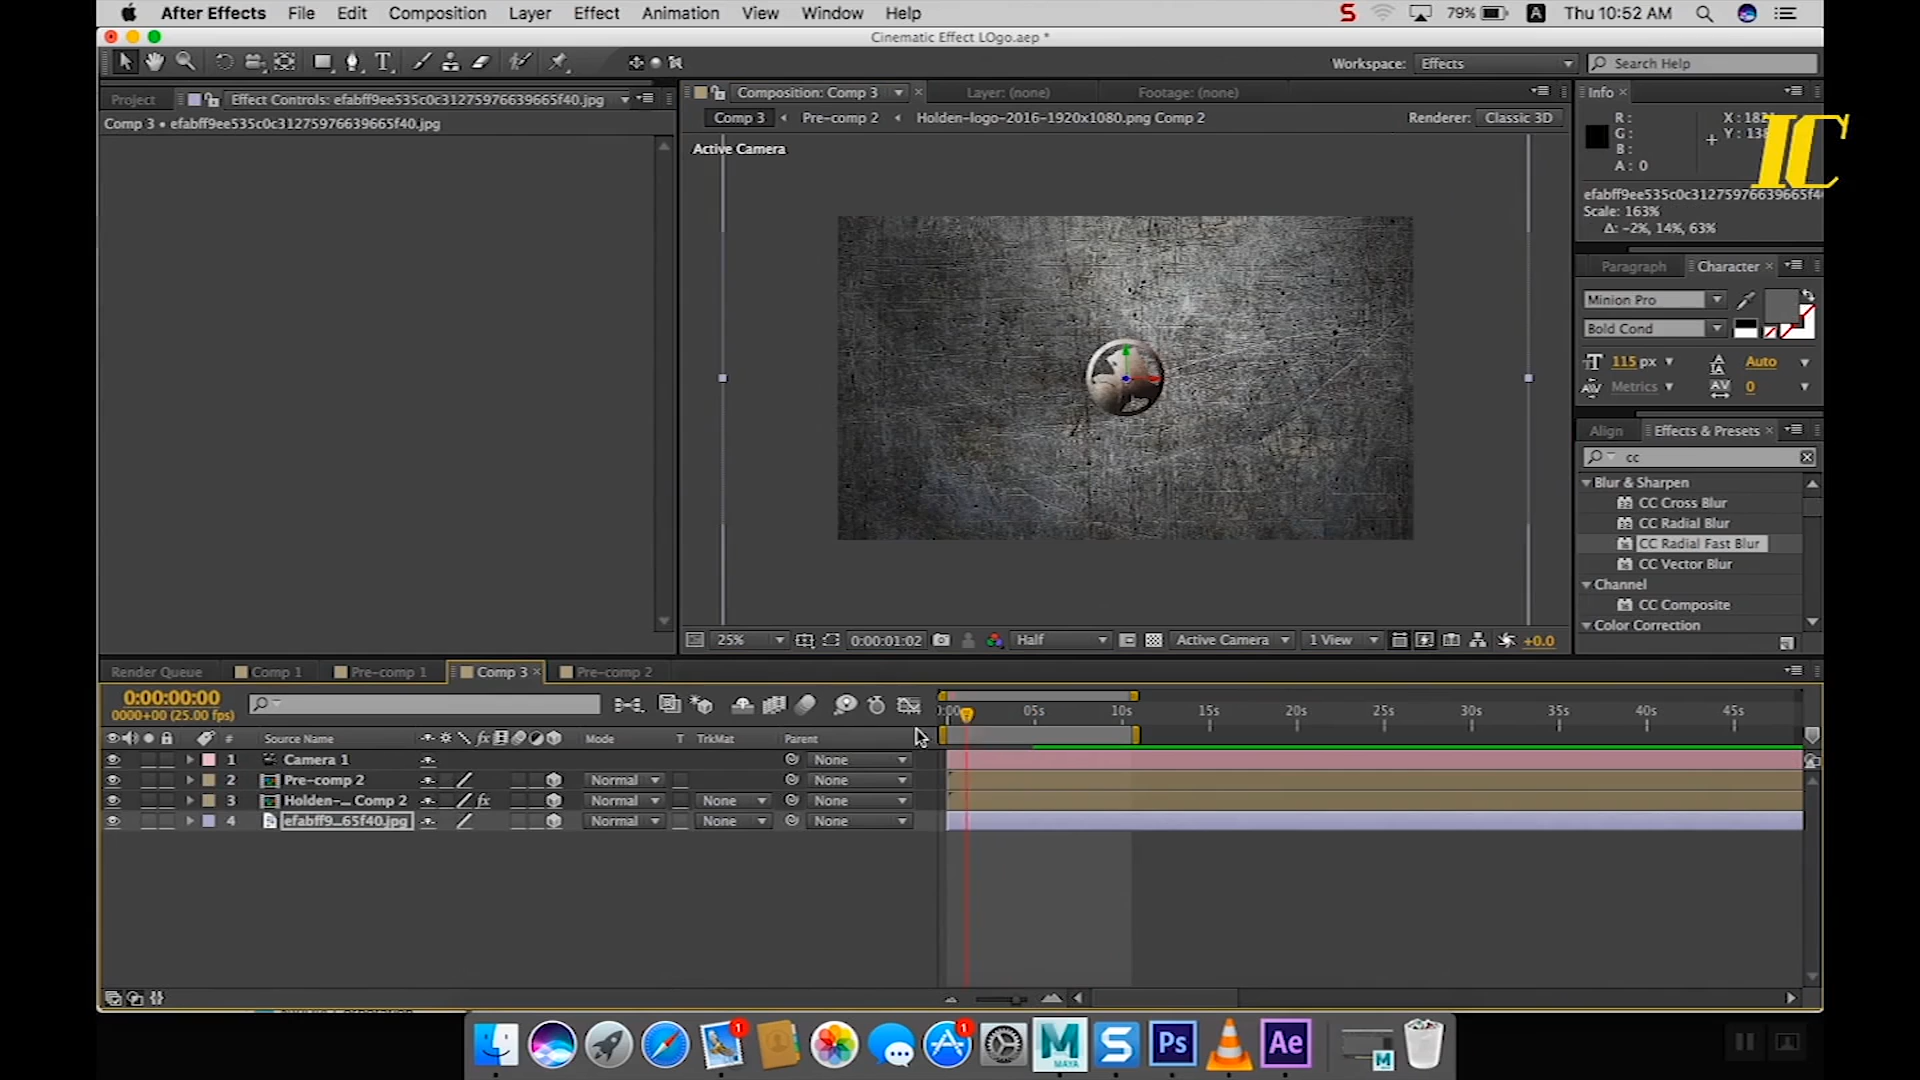 After Effects File Edit Composition Layer Effect Animation View Window Help
S 79% A Thu 10:52 AM
Cinematic Effect LOgo.aep *
T Workspace: Effects Search Help
Project Effect Controls: efabff9ee535c0c31275976639665f40.jpg
Comp 3 • efabff9ee535c0c31275976639665f40.jpg
Composition: Comp 3 Layer: (none) Footage: (none)
Comp 3 Pre-comp 2 Holden-logo-2016-1920x1080.png Comp 2 Renderer: Classic 3D
Active Camera
Info
R:
G:
B:
A: 0
IC
Scale: 163%
Δ: -2%, 14%, 63%
Paragraph Character
Minion Pro
Bold Cond
115 px Auto
Metrics AV 0
Align Effects & Presets
cc
Blur & Sharpen
CC Cross Blur
CC Radial Blur
CC Radial Fast Blur
CC Vector Blur
Channel
CC Composite
Color Correction
25% 0:00:01:02 Half Active Camera 1 View +0.0
Render Queue Comp 1 Pre-comp 1 Comp 3 Pre-comp 2
0:00:00:00
0000+00 (25.00 fps)
:00 05s 10s 15s 20s 25s 30s 35s 40s 45s
# Source Name fx Mode T TrkMat Parent
1 Camera 1 None
2 Pre-comp 2 Normal None
3 Holden-... Comp 2 fx Normal None None
4 efabff9...65f40.jpg Normal None None
1 1 M MAYA S Ps Ae M